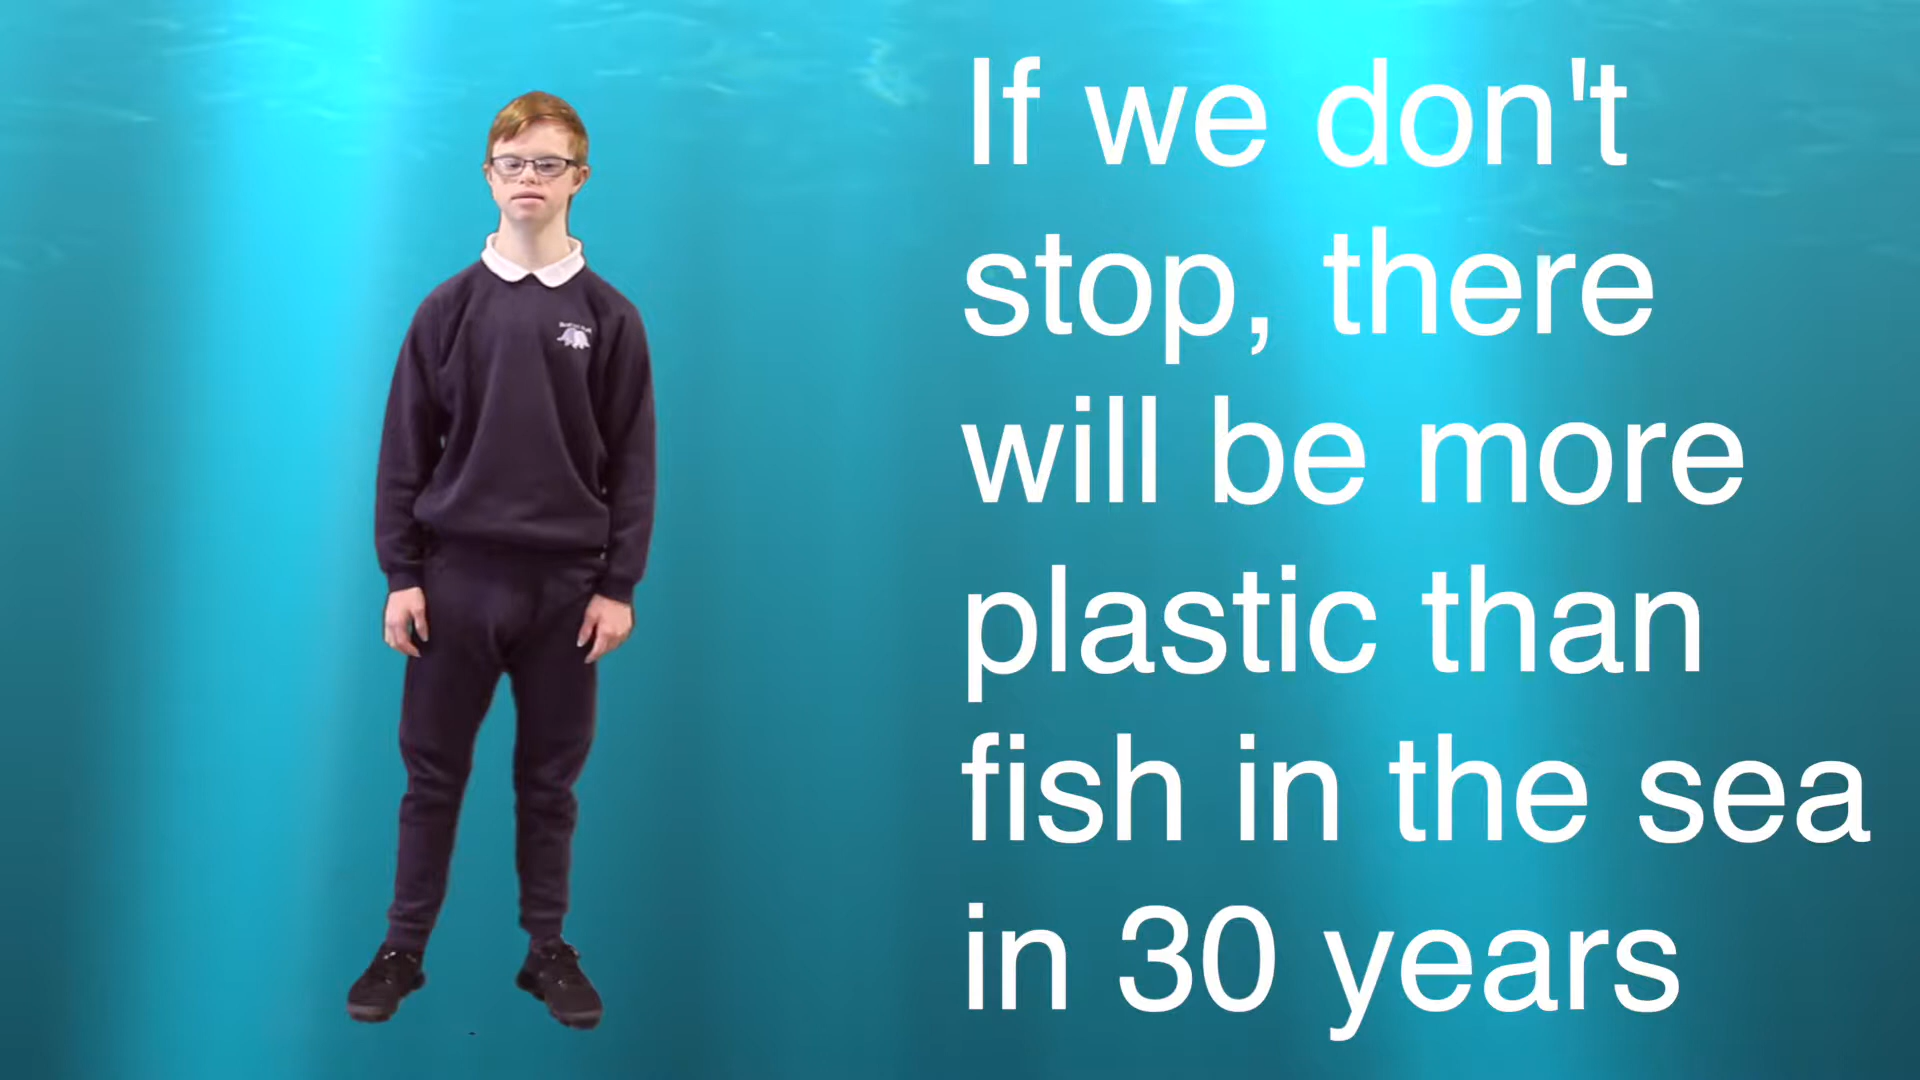 If we don't
stop, there
will be more
plastic than
fish in the sea
in 30 years